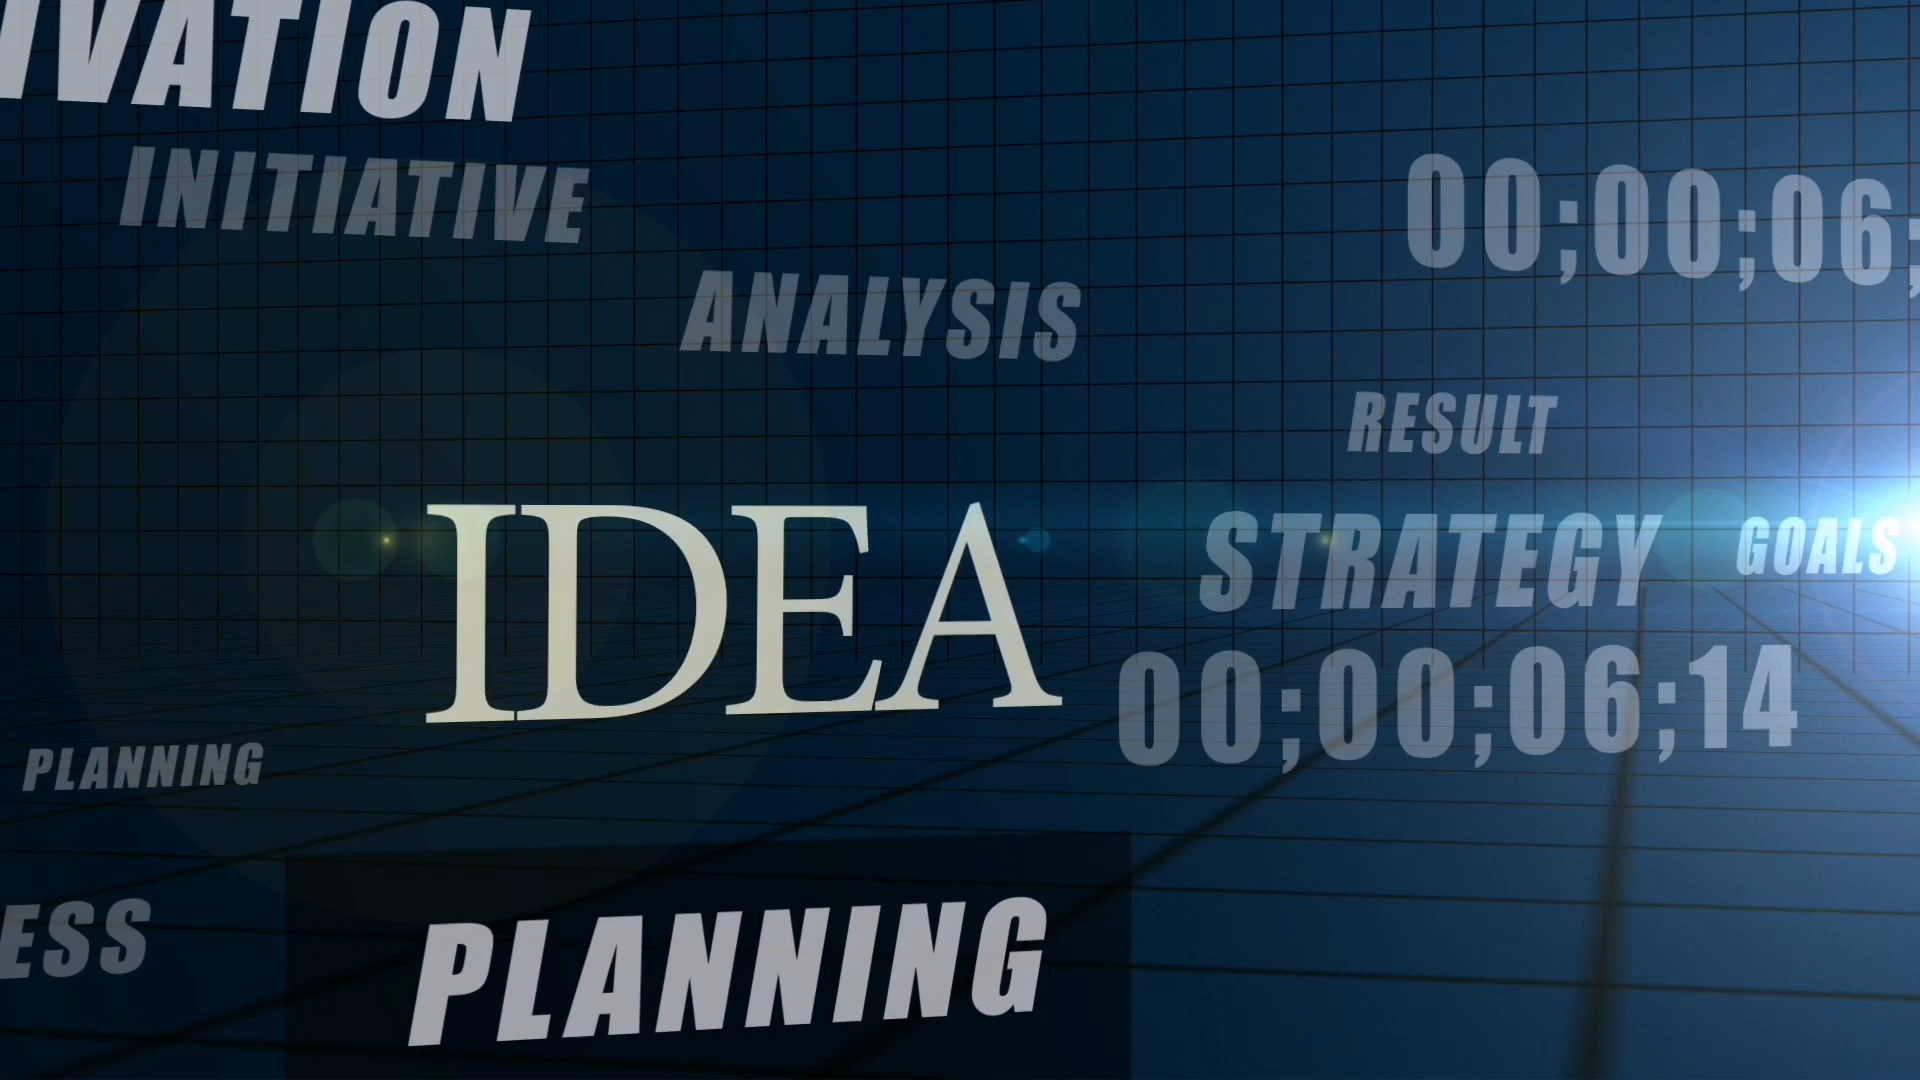 IVATION
INITIATIVE
00;00;06;
ANALYSIS
RESULT
IDEA
STRATEGY
GOALS
00;00;06;14
PLANNING
ESS
PLANNING